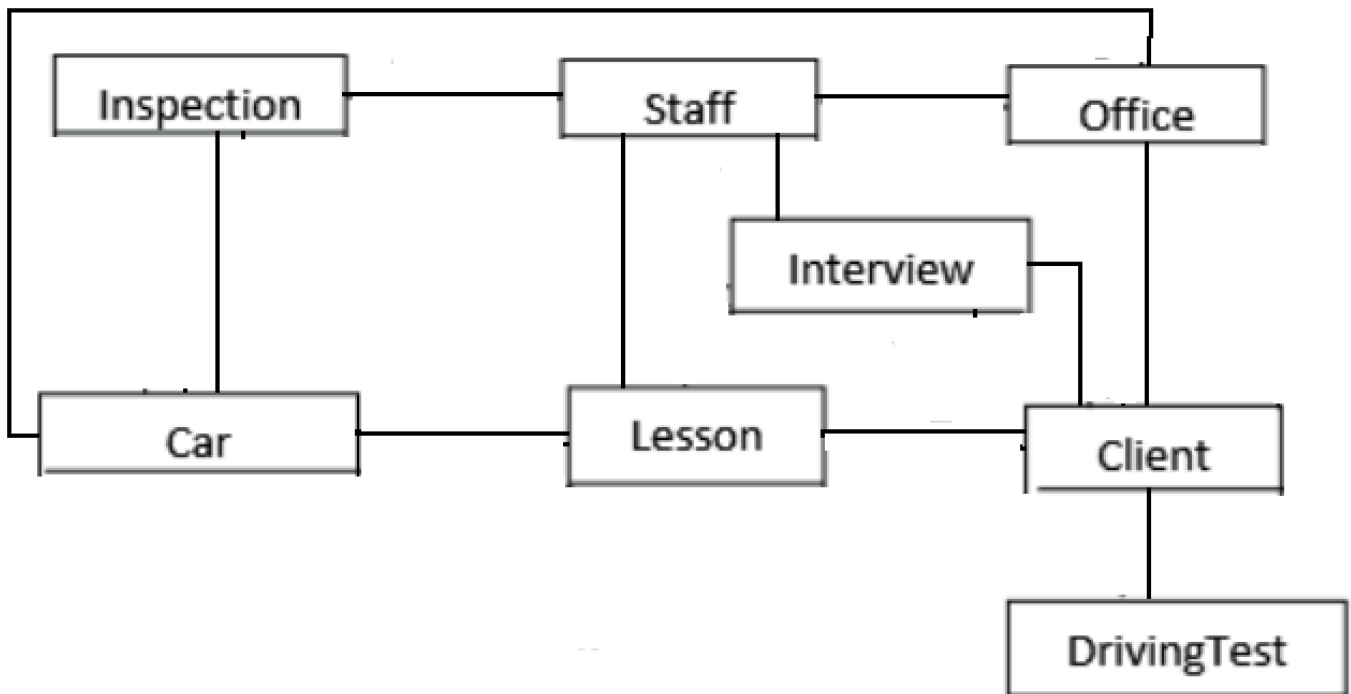 Inspection
Staff
Office
Interview
Car
Lesson
Client
DrivingTest